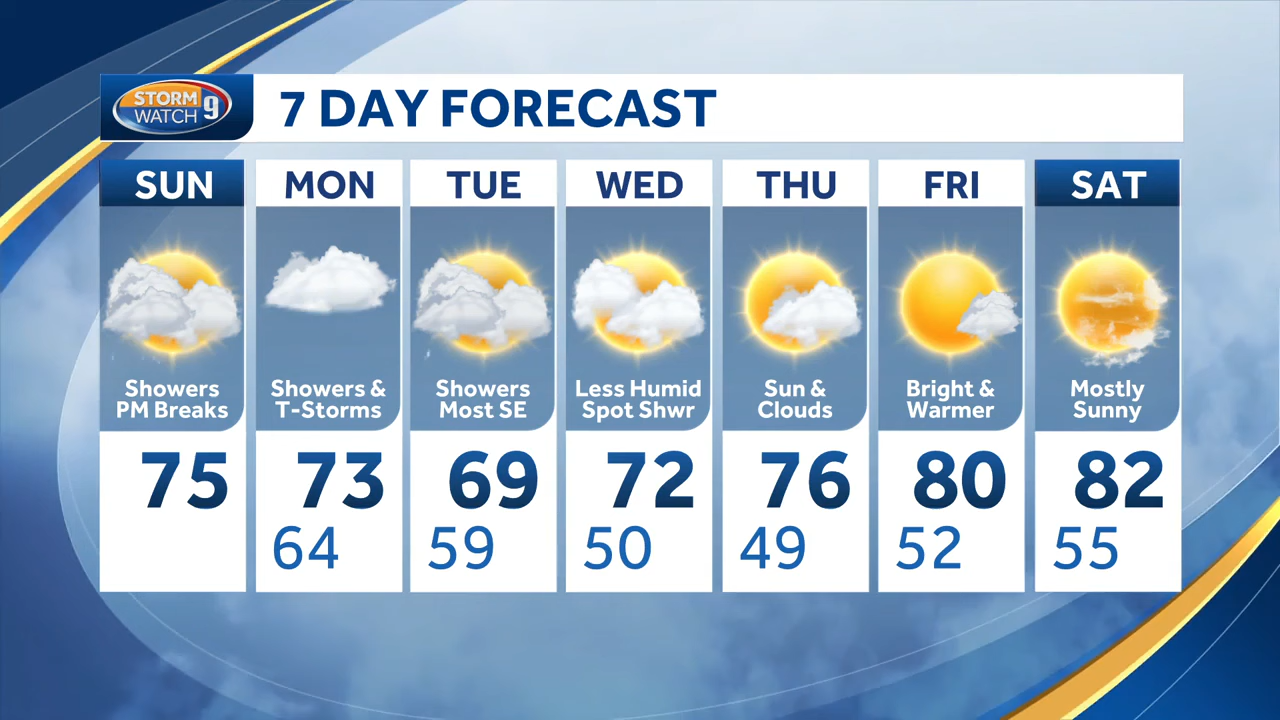 STORM
WATCH 9
7 DAY FORECAST
SUN
MON
TUE
WED
THU
FRI
SAT
Showers
PM Breaks
Showers &
T-Storms
Showers
Most SE
Less Humid
Spot Shwr
Sun &
Clouds
Bright &
Warmer
Mostly
Sunny
75
73
69
72
76
80
82
64
59
50
49
52
55